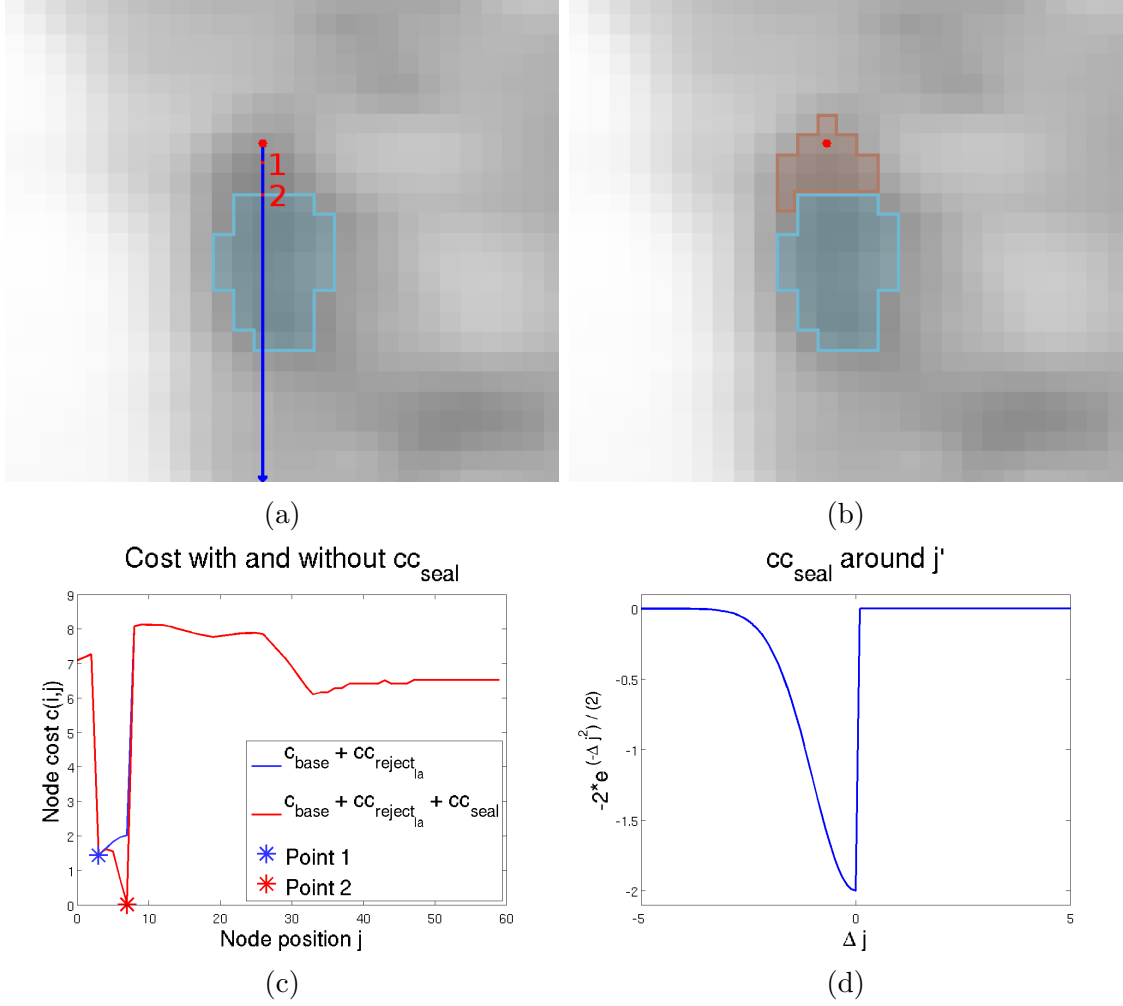 1
2
(a)
(b)
Cost with and without cc_seal
Node cost c(i,j)
9
8
7
6
5
4
3
2
1
0
0 10 20 30 40 50 60
Node position j
c_base + cc_reject_la
c_base + cc_reject_la + cc_seal
Point 1
Point 2
(c)
cc_seal around j'
-2*e^(-Δ j^2) / (2)
0
-0.5
-1
-1.5
-2
-5 0 5
Δ j
(d)